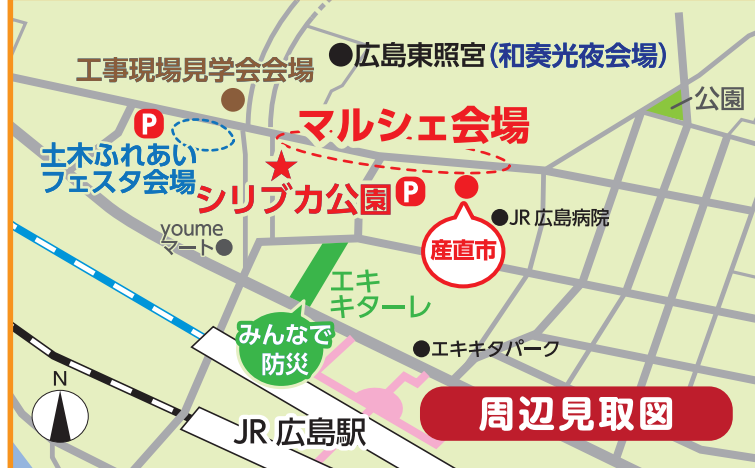 広島東照宮(和奏光夜会場)
工事現場見学会会場
公園
P
マルシェ会場
土木ふれあい
フェスタ会場
シリブカ公園
P
JR 広島病院
youme
マート
産直市
エキ
キターレ
みんなで
防災
エキキタパーク
N
JR 広島駅
周辺見取図